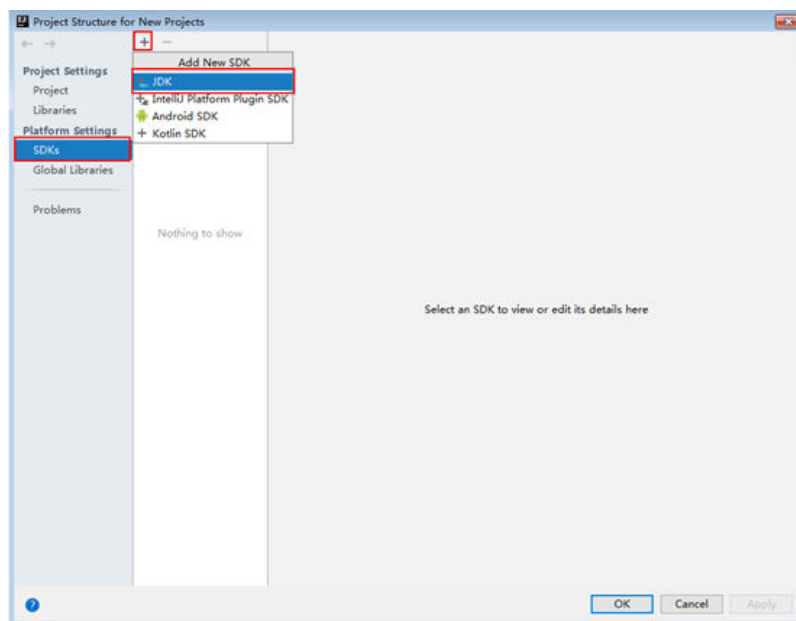 Project Structure for New Projects
Project Settings
Project
Libraries
Platform Settings
SDKs
Global Libraries
Problems
Add New SDK
JDK
IntelliJ Platform Plugin SDK
Android SDK
Kotlin SDK
Nothing to show
Select an SDK to view or edit its details here
OK
Cancel
Apply